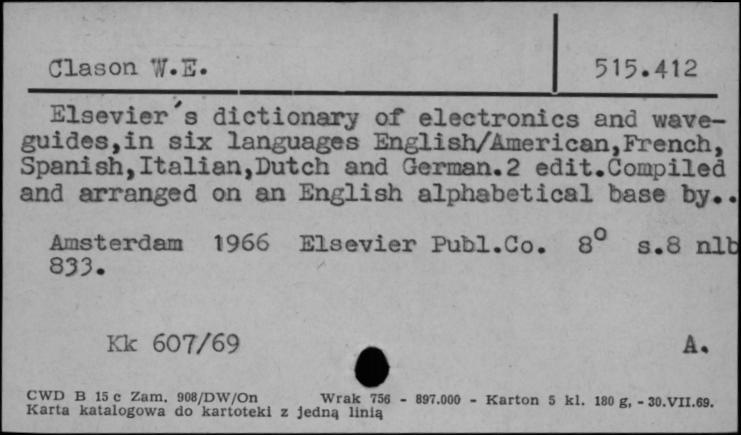 Clason W.E.
515.412
Elsevier's dictionary of electronics and wave-
guides,in six languages English/American,French,
Spanish,Italian,Dutch and German.2 edit.Compiled
and arranged on an English alphabetical base by..
Amsterdam 1966 Elsevier Publ.Co. 8° s.8 nlb
833.
Kk 607/69
A.
CWD B 15 c Zam. 908/DW/On Wrak 756 - 897.000 - Karton 5 kl. 180 g, - 30.VII.69.
Karta katalogowa do kartoteki z jedną linią